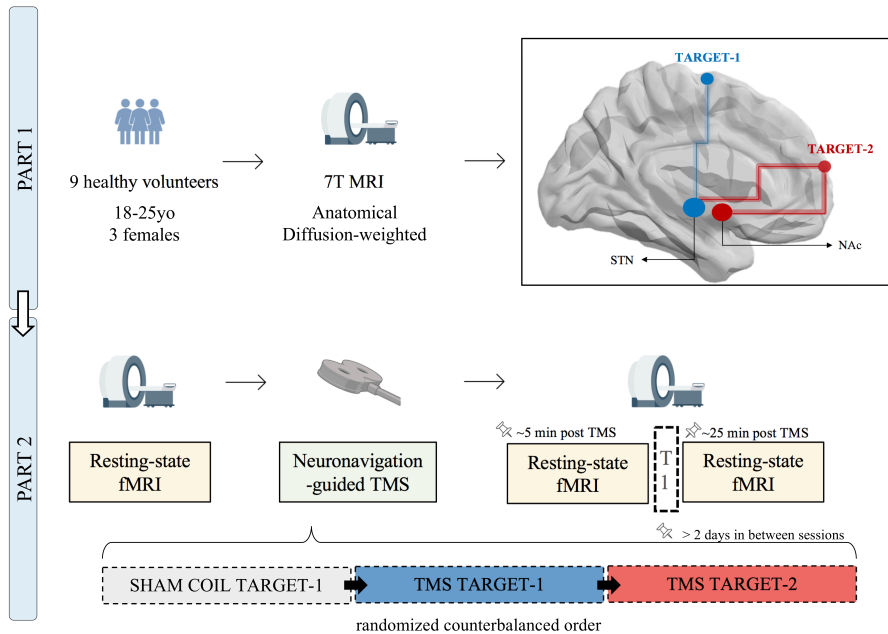 PART 1
9 healthy volunteers
18-25yo
3 females
7T MRI
Anatomical
Diffusion-weighted
TARGET-1
TARGET-2
STN
NAc
PART 2
Resting-state
fMRI
Neuronavigation
-guided TMS
~5 min post TMS
Resting-state
fMRI
T
1
~25 min post TMS
Resting-state
fMRI
> 2 days in between sessions
SHAM COIL TARGET-1
TMS TARGET-1
TMS TARGET-2
randomized counterbalanced order